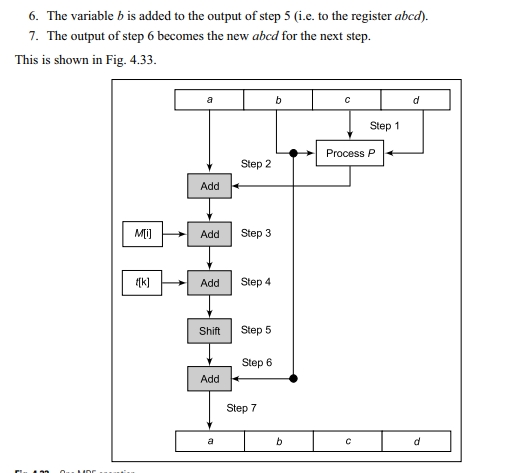 6. The variable b is added to the output of step 5 (i.e. to the register abcd).
7. The output of step 6 becomes the new abcd for the next step.
This is shown in Fig. 4.33.
a b c d
Step 1
Process P
Step 2
Add
M[i] Add Step 3
t[k] Add Step 4
Shift Step 5
Step 6
Add
Step 7
a b c d